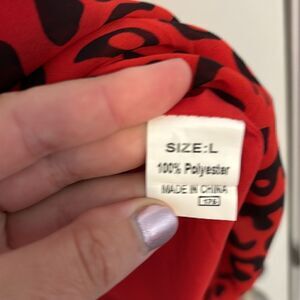 SIZE:L
100% Polyester
MADE IN CHINA